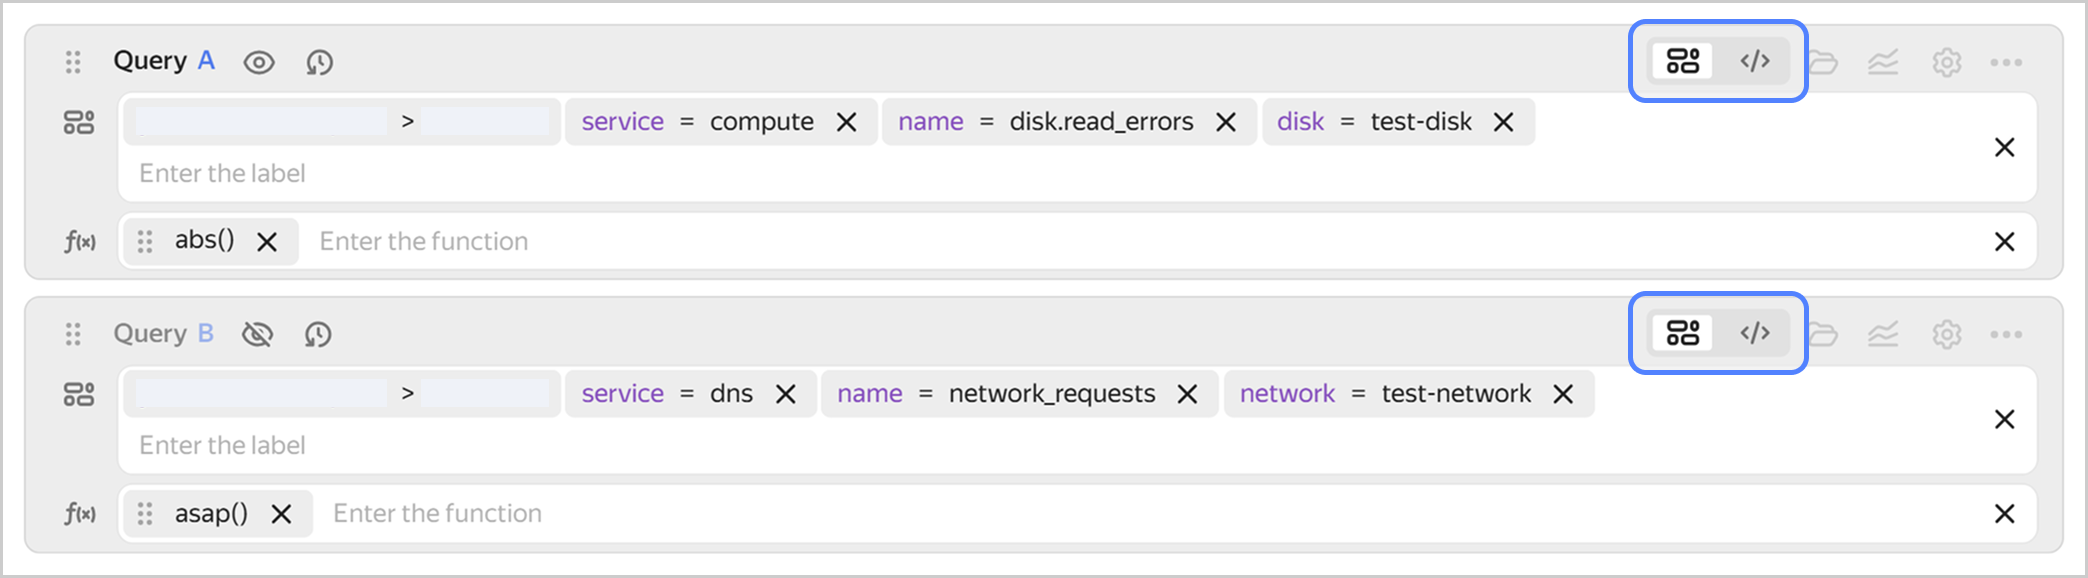 Query A
> service = compute name = disk.read_errors disk = test-disk
Enter the label
f(x) abs() Enter the function
Query B
> service = dns name = network_requests network = test-network
Enter the label
f(x) asap() Enter the function